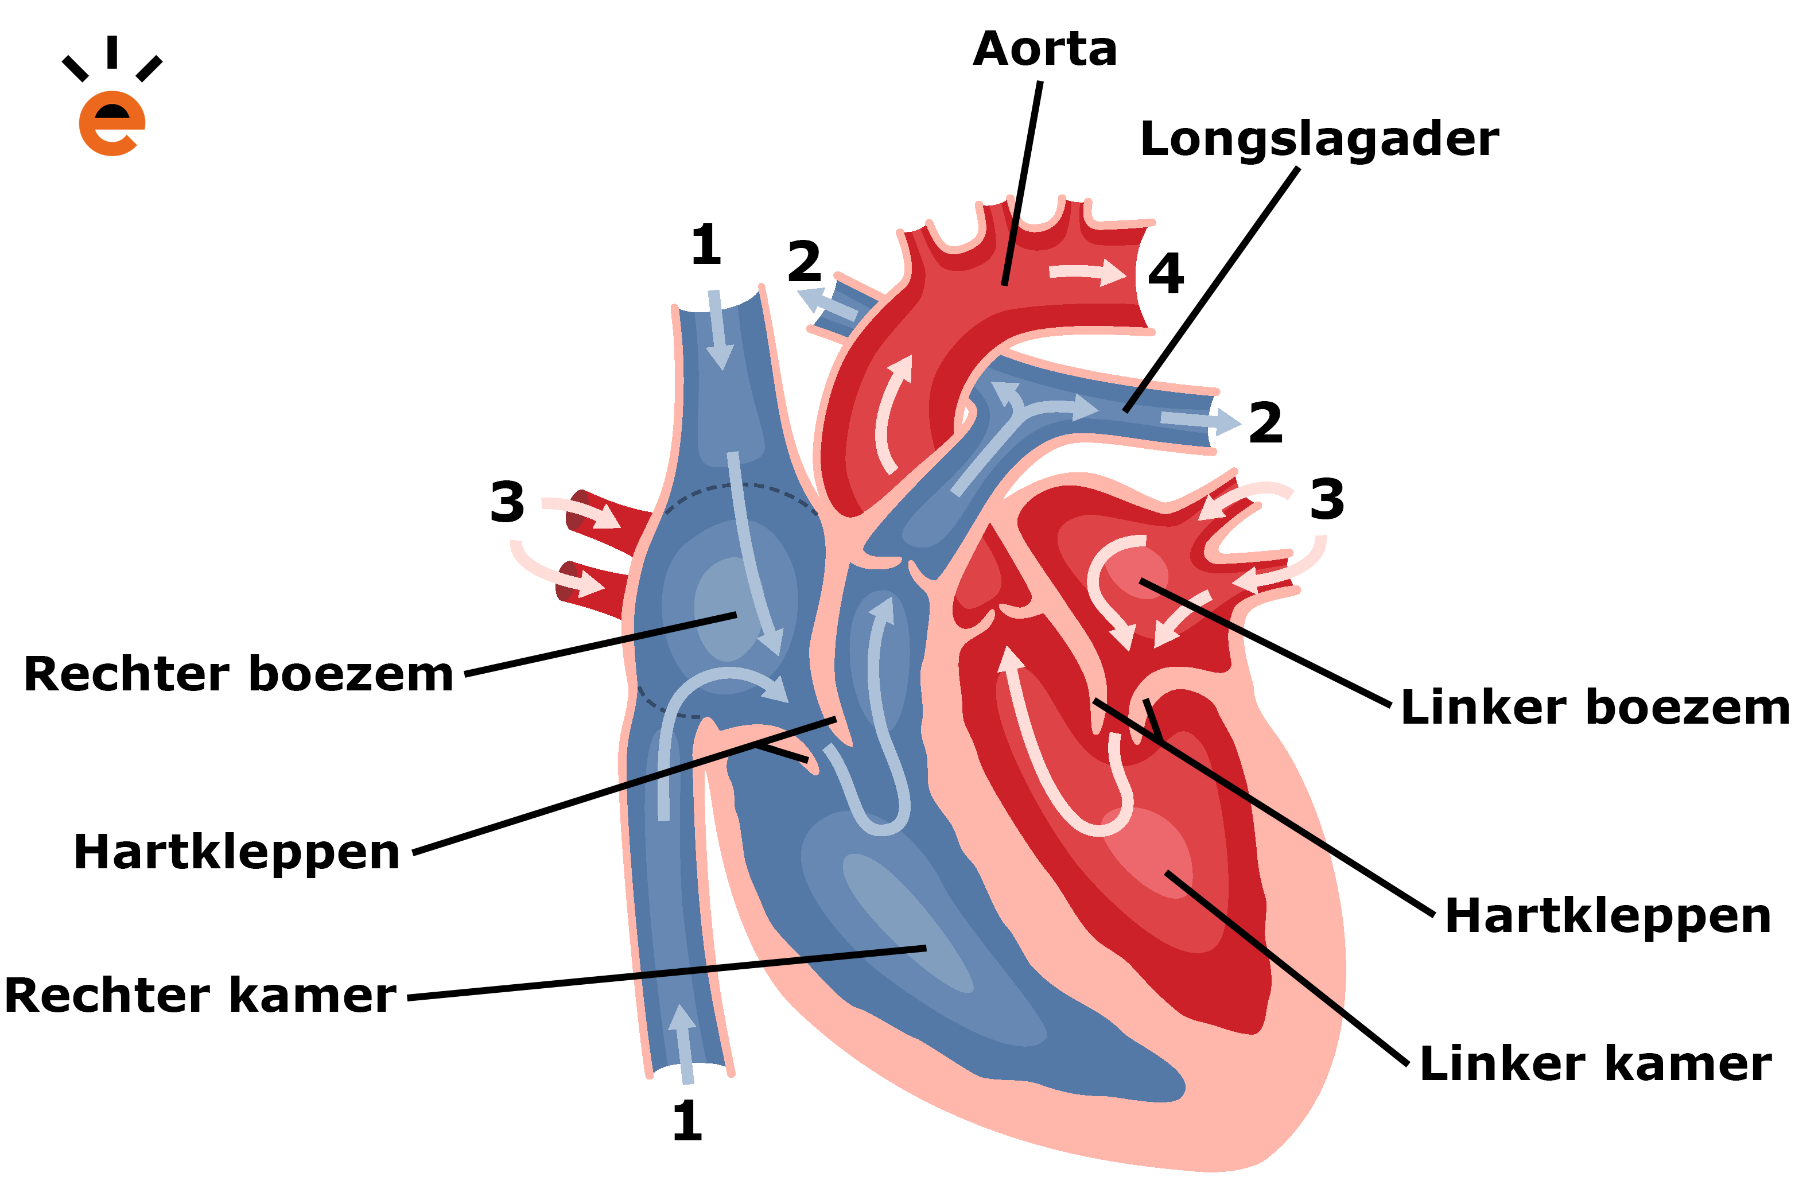 e
Aorta
Longslagader
1
2
4
2
3
3
Rechter boezem
Linker boezem
Hartkleppen
Hartkleppen
Rechter kamer
Linker kamer
1